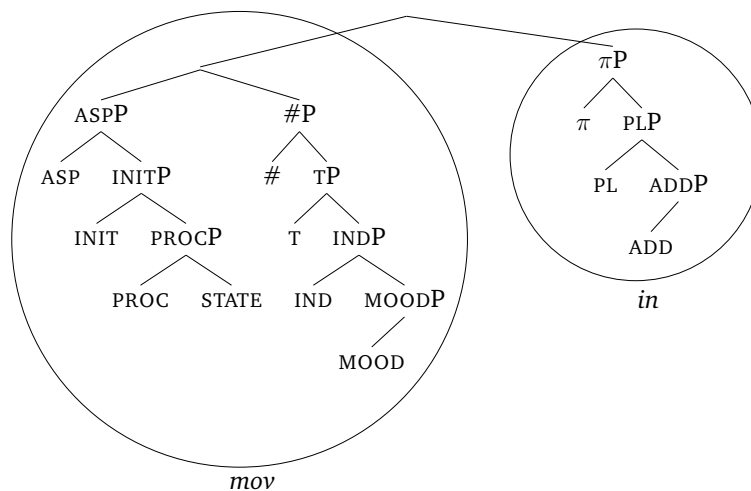 πP
ASPP #P π PLP
ASP INITP # TP PL ADDP
INIT PROCP T INDP ADD
PROC STATE IND MOODP in
MOOD
mov